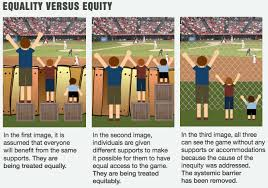 EQUALITY VERSUS EQUITY
In the first image, it is
assumed that everyone
will benefit from the same
supports. They are
being treated equally.
In the second image,
individuals are given
different supports to make
it possible for them to have
equal access to the game.
They are being treated
equitably.
In the third image, all three
can see the game without any
supports or accommodations
because the cause of the
inequity was addressed.
The systemic barrier
has been removed.